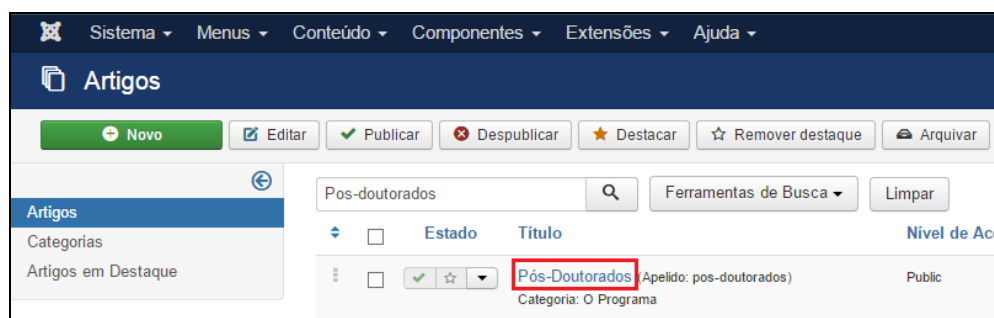 Sistema Menus Conteúdo Componentes Extensões Ajuda
Artigos
Novo Editar Publicar Despublicar Destacar Remover destaque Arquivar
Pos-doutorados Ferramentas de Busca Limpar
Artigos
Categorias
Artigos em Destaque
Estado Título Nível de Ac
Pós-Doutorados (Apelido: pos-doutorados) Public
Categoria: O Programa